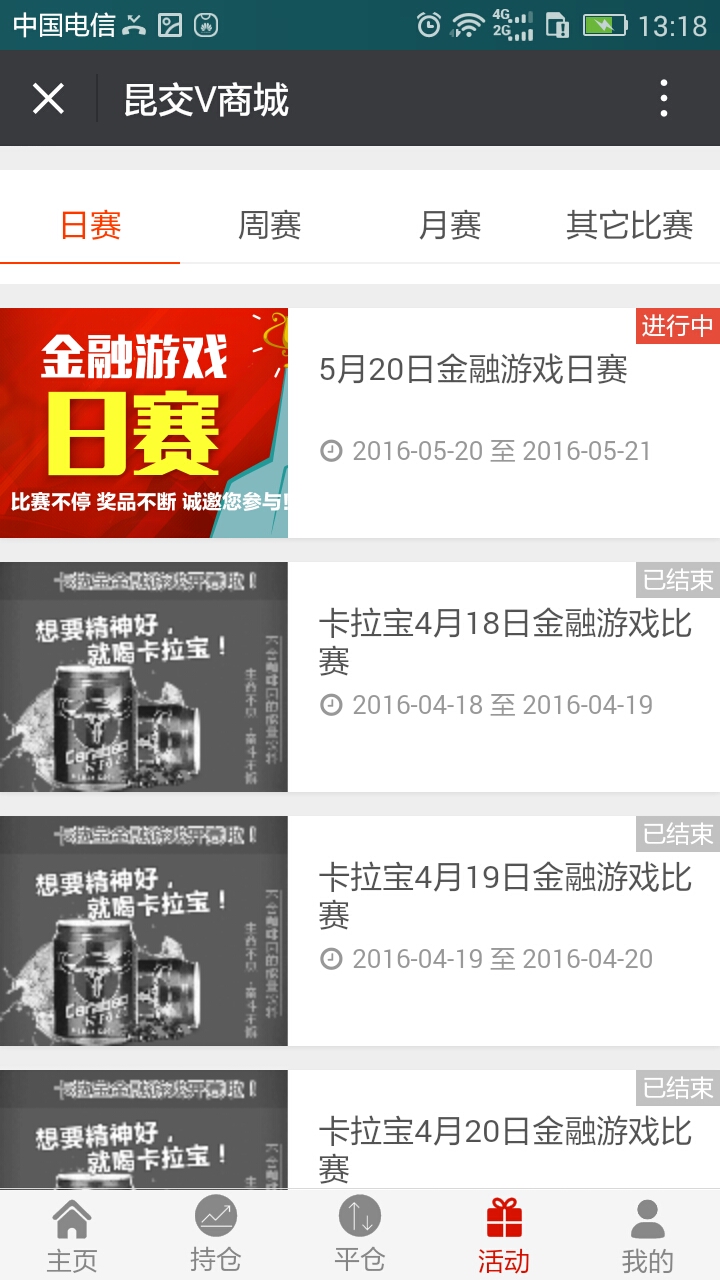 中国电信
4G
2G
13:18
昆交V商城
日赛
周赛
月赛
其它比赛
金融游戏
日赛
比赛不停 奖品不断 诚邀您参与!
进行中
5月20日金融游戏日赛
2016-05-20 至 2016-05-21
想要精神好，
就喝卡拉宝！
Carabao
已结束
卡拉宝4月18日金融游戏比
赛
2016-04-18 至 2016-04-19
想要精神好，
就喝卡拉宝！
Carabao
已结束
卡拉宝4月19日金融游戏比
赛
2016-04-19 至 2016-04-20
想要精神好，
就喝卡拉宝！
已结束
卡拉宝4月20日金融游戏比
赛
主页
持仓
平仓
活动
我的